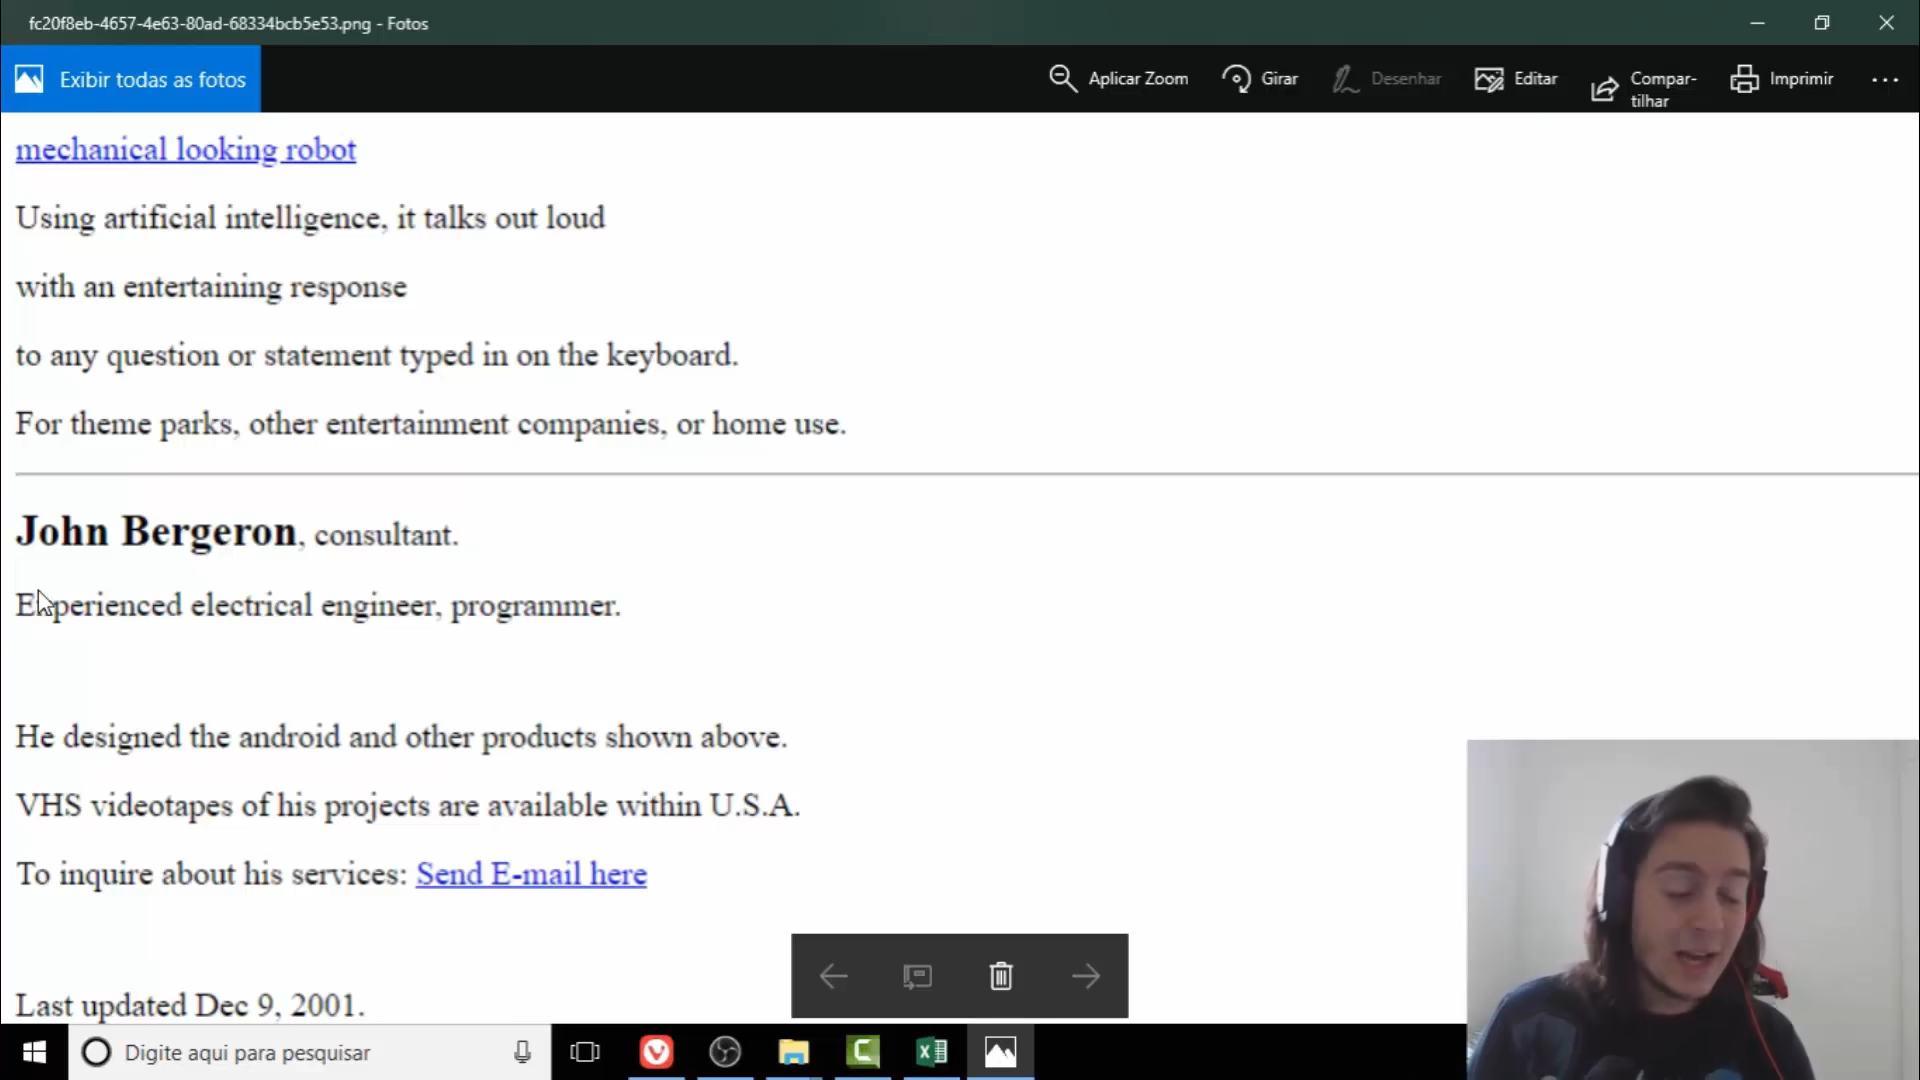 fc20f8eb-4657-4e63-80ad-68334bcb5e53.png - Fotos
Exibir todas as fotos
Aplicar Zoom
Girar
Desenhar
Editar
Compar-
tilhar
Imprimir
mechanical looking robot
Using artificial intelligence, it talks out loud
with an entertaining response
to any question or statement typed in on the keyboard.
For theme parks, other entertainment companies, or home use.
John Bergeron, consultant.
Experienced electrical engineer, programmer.
He designed the android and other products shown above.
VHS videotapes of his projects are available within U.S.A.
To inquire about his services: Send E-mail here
Last updated Dec 9, 2001.
Digite aqui para pesquisar